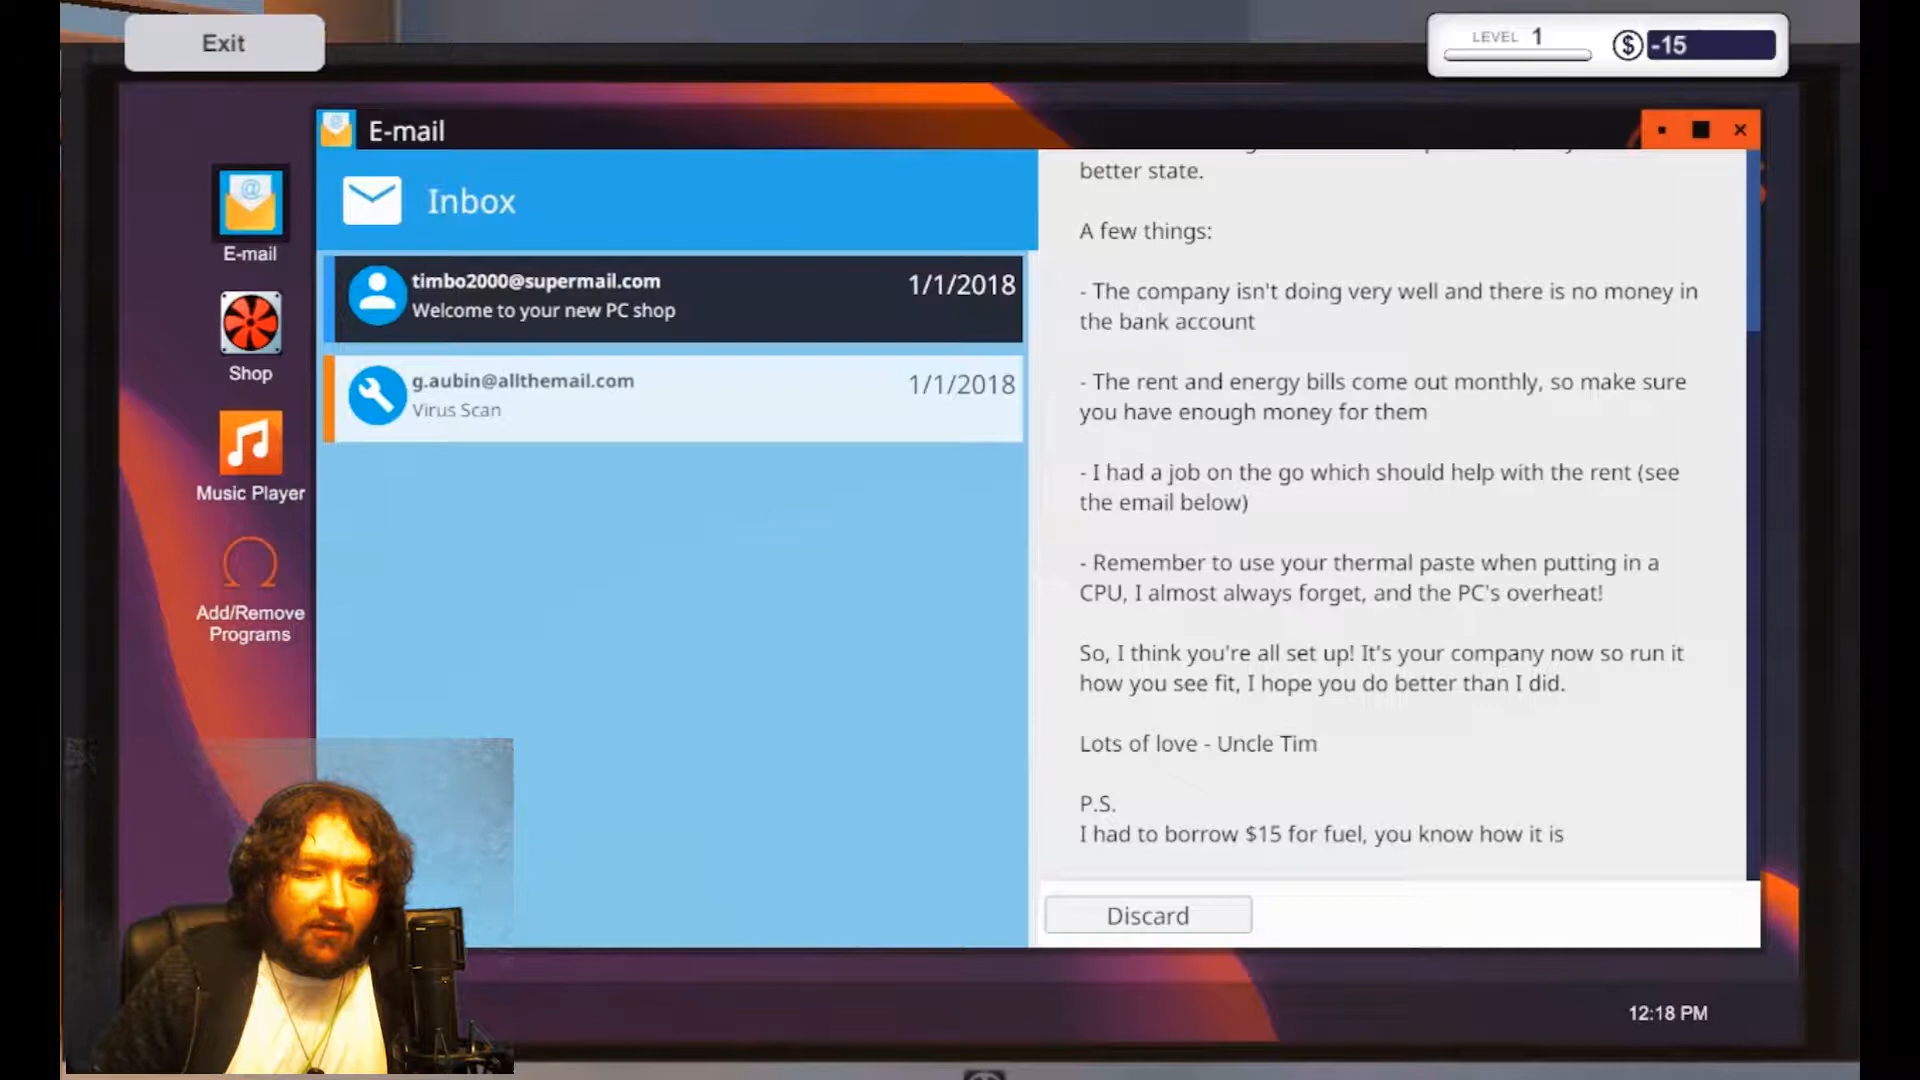 Exit
LEVEL 1
$ -15
E-mail
Inbox
timbo2000@supermail.com
1/1/2018
Welcome to your new PC shop
g.aubin@allthemail.com
1/1/2018
Virus Scan
E-mail
Shop
Music Player
Add/Remove
Programs
better state.
A few things:
- The company isn't doing very well and there is no money in
the bank account
- The rent and energy bills come out monthly, so make sure
you have enough money for them
- I had a job on the go which should help with the rent (see
the email below)
- Remember to use your thermal paste when putting in a
CPU, I almost always forget, and the PC's overheat!
So, I think you're all set up! It's your company now so run it
how you see fit, I hope you do better than I did.
Lots of love - Uncle Tim
P.S.
I had to borrow $15 for fuel, you know how it is
Discard
12:18 PM